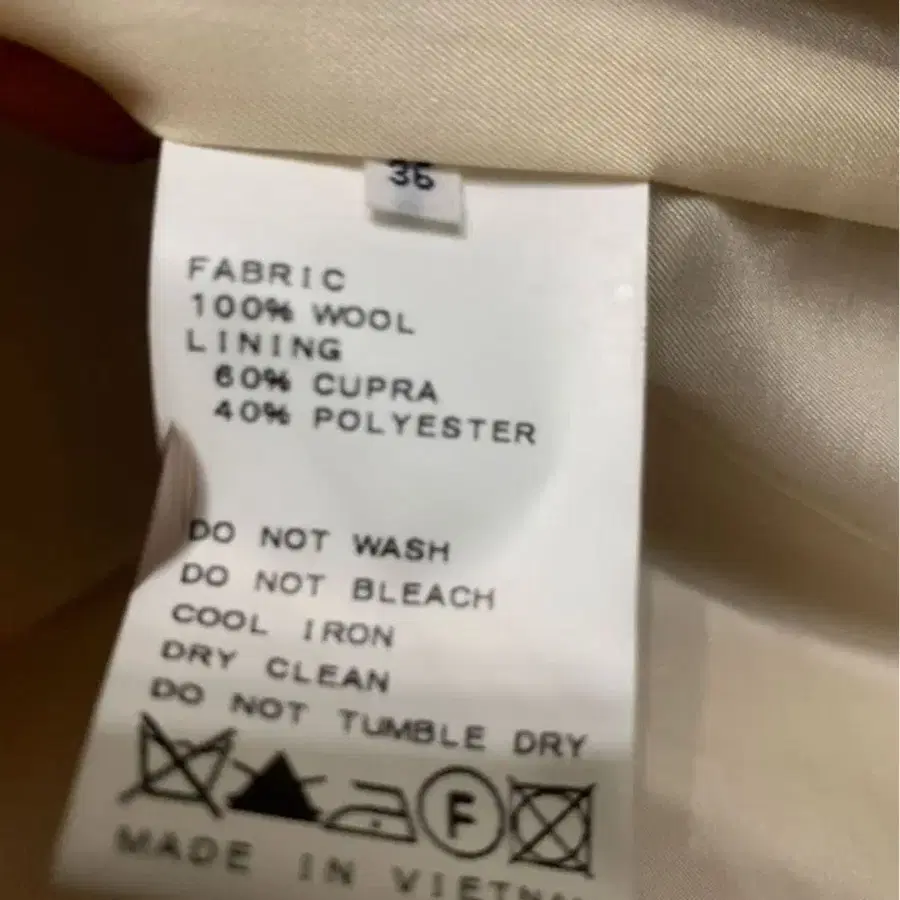 36
FABRIC
100% WOOL
LINING
60% CUPRA
40% POLYESTER
DO NOT WASH
DO NOT BLEACH
COOL IRON
DRY CLEAN
DO NOT TUMBLE DRY
F
MADE IN VIETNA